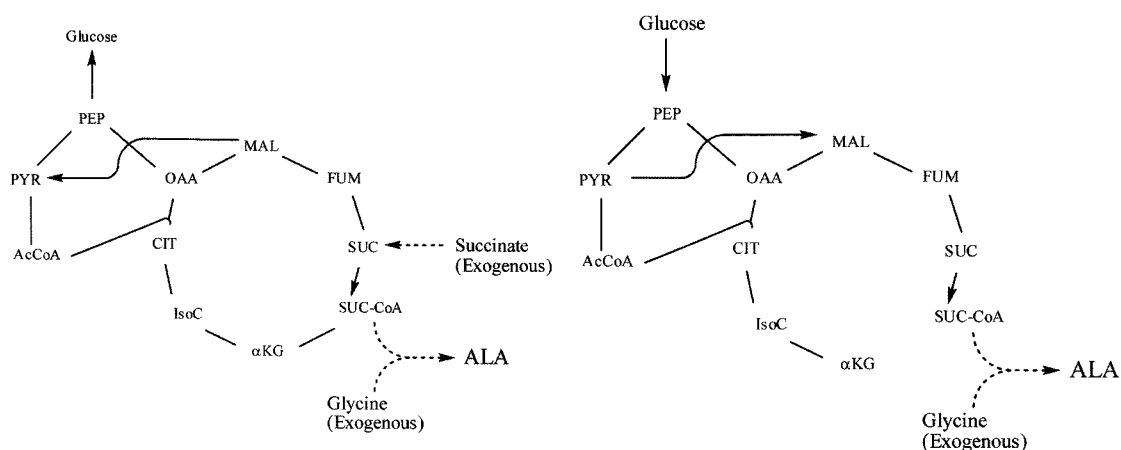 Glucose
PEP
MAL
PYR
OAA
FUM
AcCoA
CIT
SUC
Succinate
(Exogenous)
IsoC
SUC-CoA
αKG
ALA
Glycine
(Exogenous)
Glucose
PEP
MAL
PYR
OAA
FUM
AcCoA
CIT
SUC
IsoC
SUC-CoA
αKG
ALA
Glycine
(Exogenous)